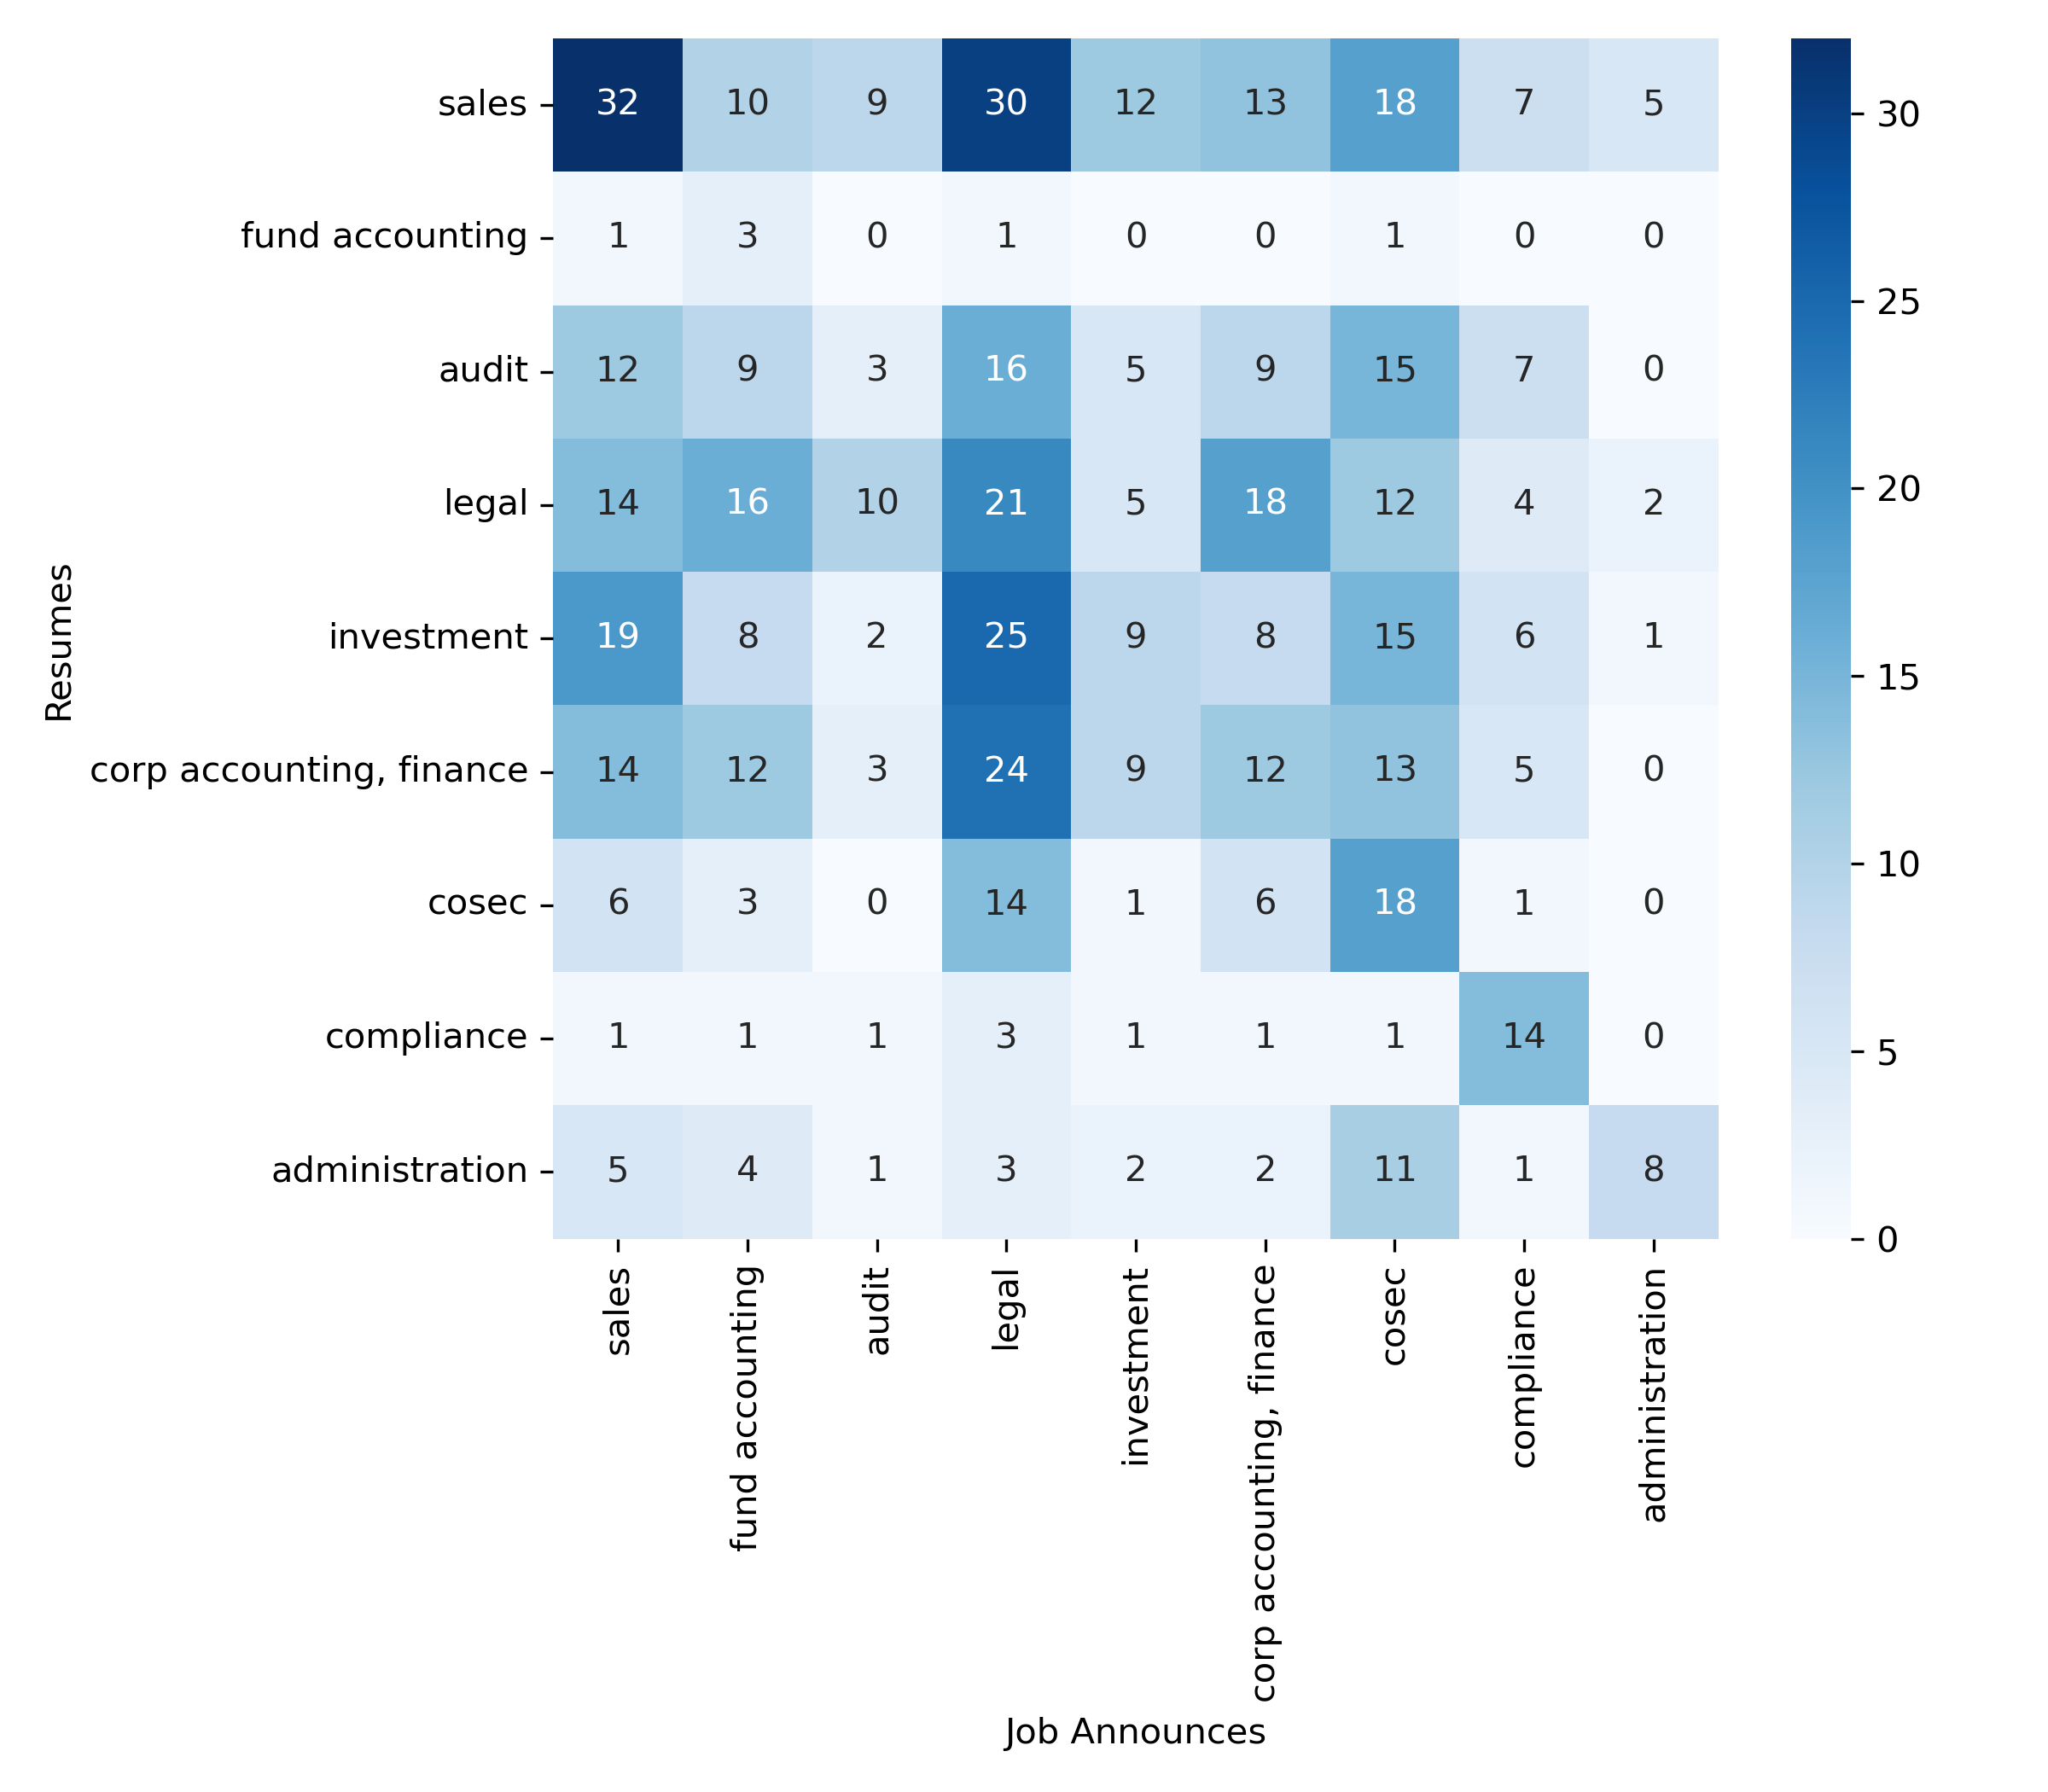 sales 32 10 9 30 12 13 18 7 5
fund accounting 1 3 0 1 0 0 1 0 0
audit 12 9 3 16 5 9 15 7 0
legal 14 16 10 21 5 18 12 4 2
investment 19 8 2 25 9 8 15 6 1
corp accounting, finance 14 12 3 24 9 12 13 5 0
cosec 6 3 0 14 1 6 18 1 0
compliance 1 1 1 3 1 1 1 14 0
administration 5 4 1 3 2 2 11 1 8
Resumes
sales
fund accounting
audit
legal
investment
corp accounting, finance
cosec
compliance
administration
Job Announces
30
25
20
15
10
5
0